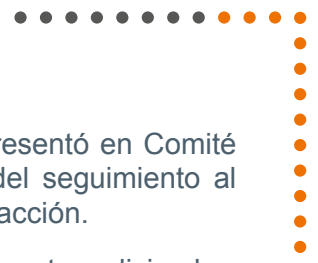 resentó en Comité
del seguimiento al
acción.